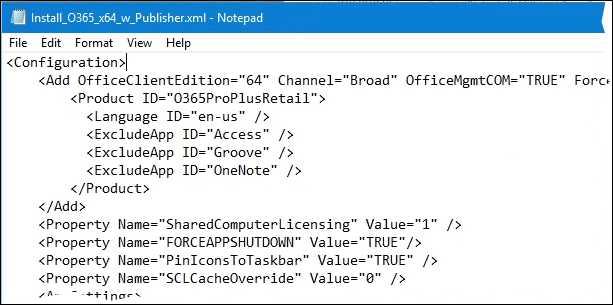 Install_O365_x64_w_Publisher.xml - Notepad
File Edit Format View Help
<Configuration>
<Add OfficeClientEdition="64" Channel="Broad" OfficeMgmtCOM="TRUE" Forc
<Product ID="O365ProPlusRetail">
<Language ID="en-us" />
<ExcludeApp ID="Access" />
<ExcludeApp ID="Groove" />
<ExcludeApp ID="OneNote" />
</Product>
</Add>
<Property Name="SharedComputerLicensing" Value="1" />
<Property Name="FORCEAPPSHUTDOWN" Value="TRUE"/>
<Property Name="PinIconsToTaskbar" Value="TRUE" />
<Property Name="SCLCacheOverride" Value="0" />